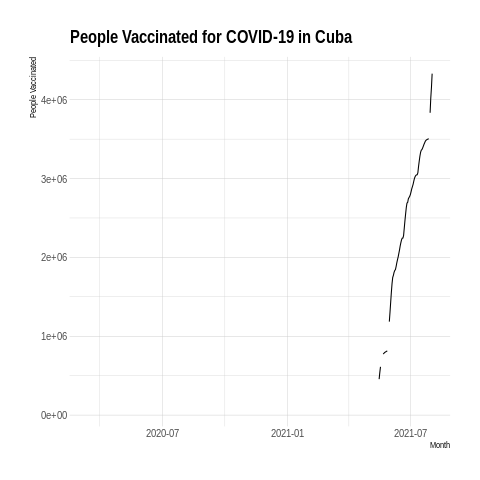 People Vaccinated for COVID-19 in Cuba
People Vaccinated
4e+06
3e+06
2e+06
1e+06
0e+00
2020-07 2021-01 2021-07
Month